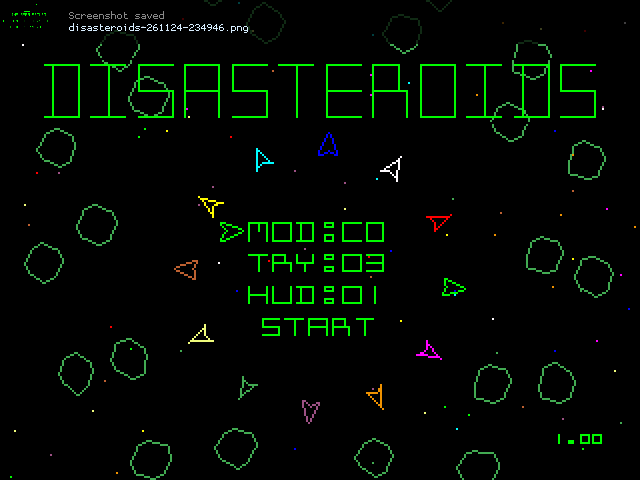 Screenshot saved
disasteroids-261124-234946.png
DISASTEROIDS
MOD:CO
TRY:03
HUD:01
START
1.00